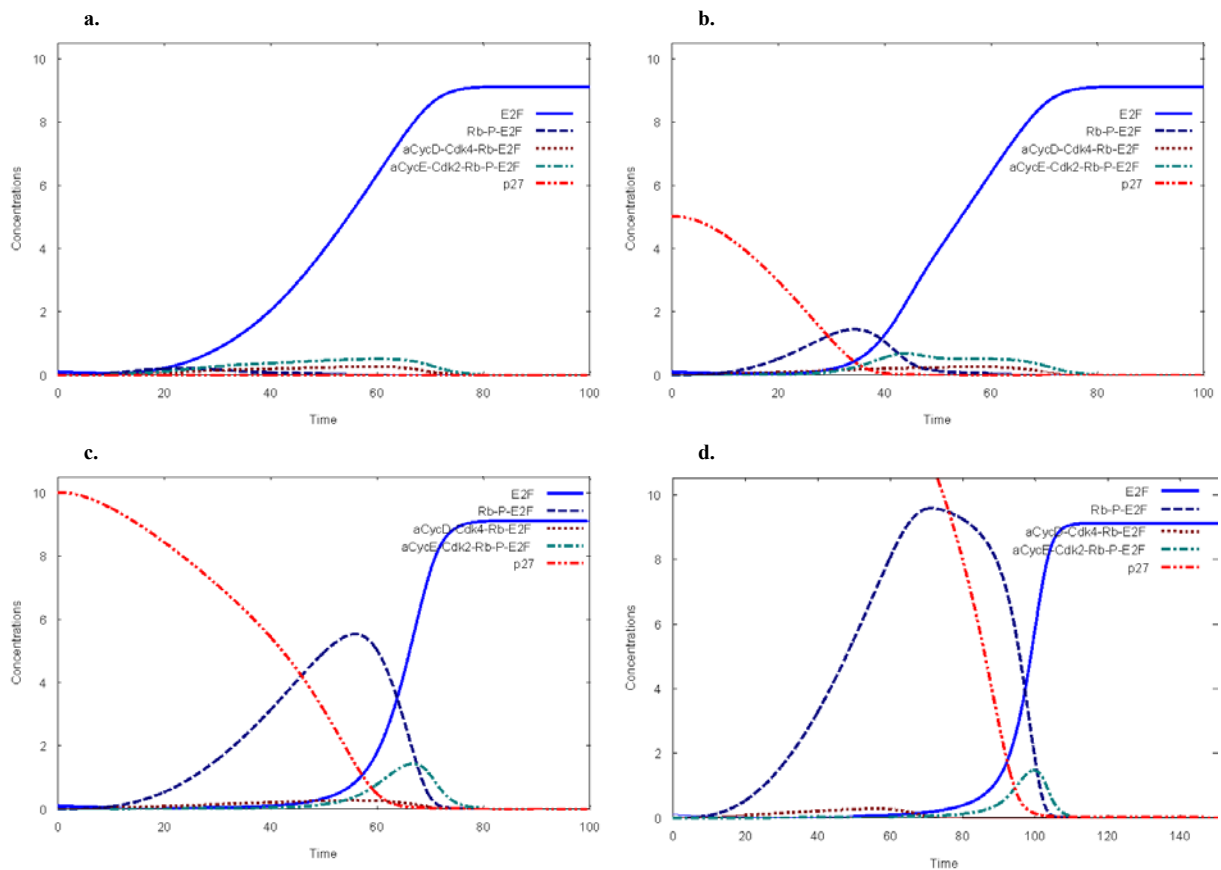 a.
10
8
6
4
2
0
0 20 40 60 80 100
Concentrations
Time
E2F
Rb-P-E2F
aCycD-Cdk4-Rb-E2F
aCycE-Cdk2-Rb-P-E2F
p27
b.
10
8
6
4
2
0
0 20 40 60 80 100
Concentrations
Time
E2F
Rb-P-E2F
aCycD-Cdk4-Rb-E2F
aCycE-Cdk2-Rb-P-E2F
p27
c.
10
8
6
4
2
0
0 20 40 60 80 100
Concentrations
Time
E2F
Rb-P-E2F
aCycD-Cdk4-Rb-E2F
aCycE-Cdk2-Rb-P-E2F
p27
d.
10
8
6
4
2
0
0 20 40 60 80 100 120 140
Concentrations
Time
E2F
Rb-P-E2F
aCycD-Cdk4-Rb-E2F
aCycE-Cdk2-Rb-P-E2F
p27